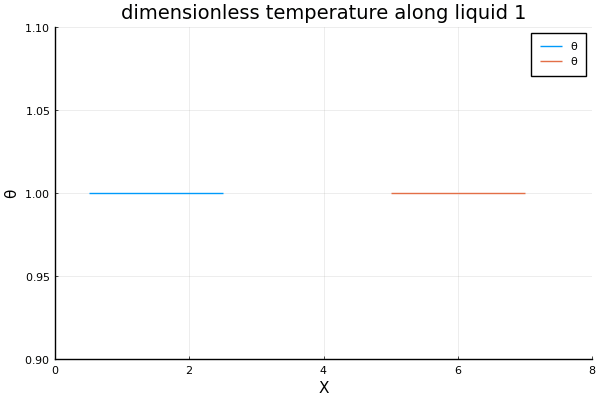 dimensionless temperature along liquid 1
1.10
1.05
1.00
0.95
0.90
θ
θ
θ
0
2
4
6
8
X